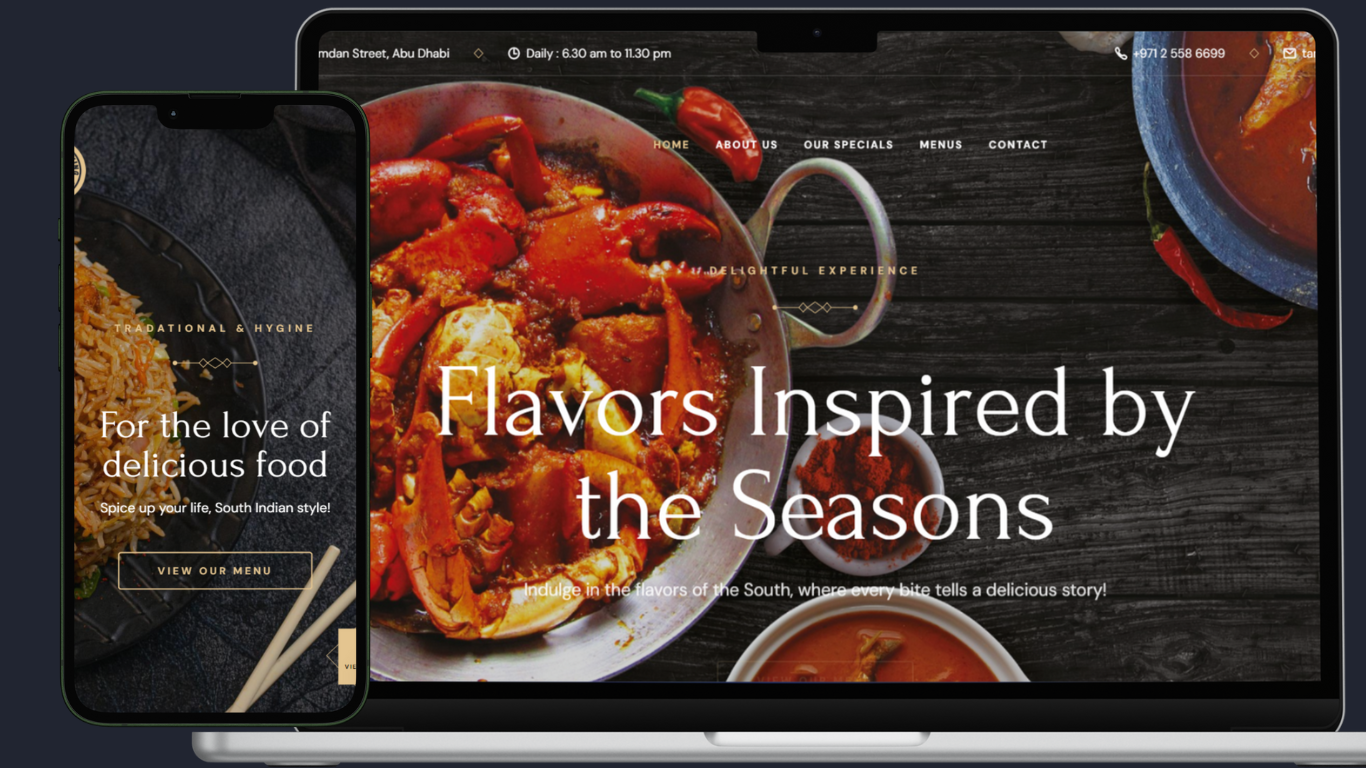 mdan Street, Abu Dhabi
Daily : 6.30 am to 11.30 pm
+971 2 558 6699
HOME
ABOUT US
OUR SPECIALS
MENUS
CONTACT
DELIGHTFUL EXPERIENCE
Flavors Inspired by
the Seasons
Indulge in the flavors of the South, where every bite tells a delicious story!
TRADATIONAL & HYGINE
For the love of
delicious food
Spice up your life, South Indian style!
VIEW OUR MENU